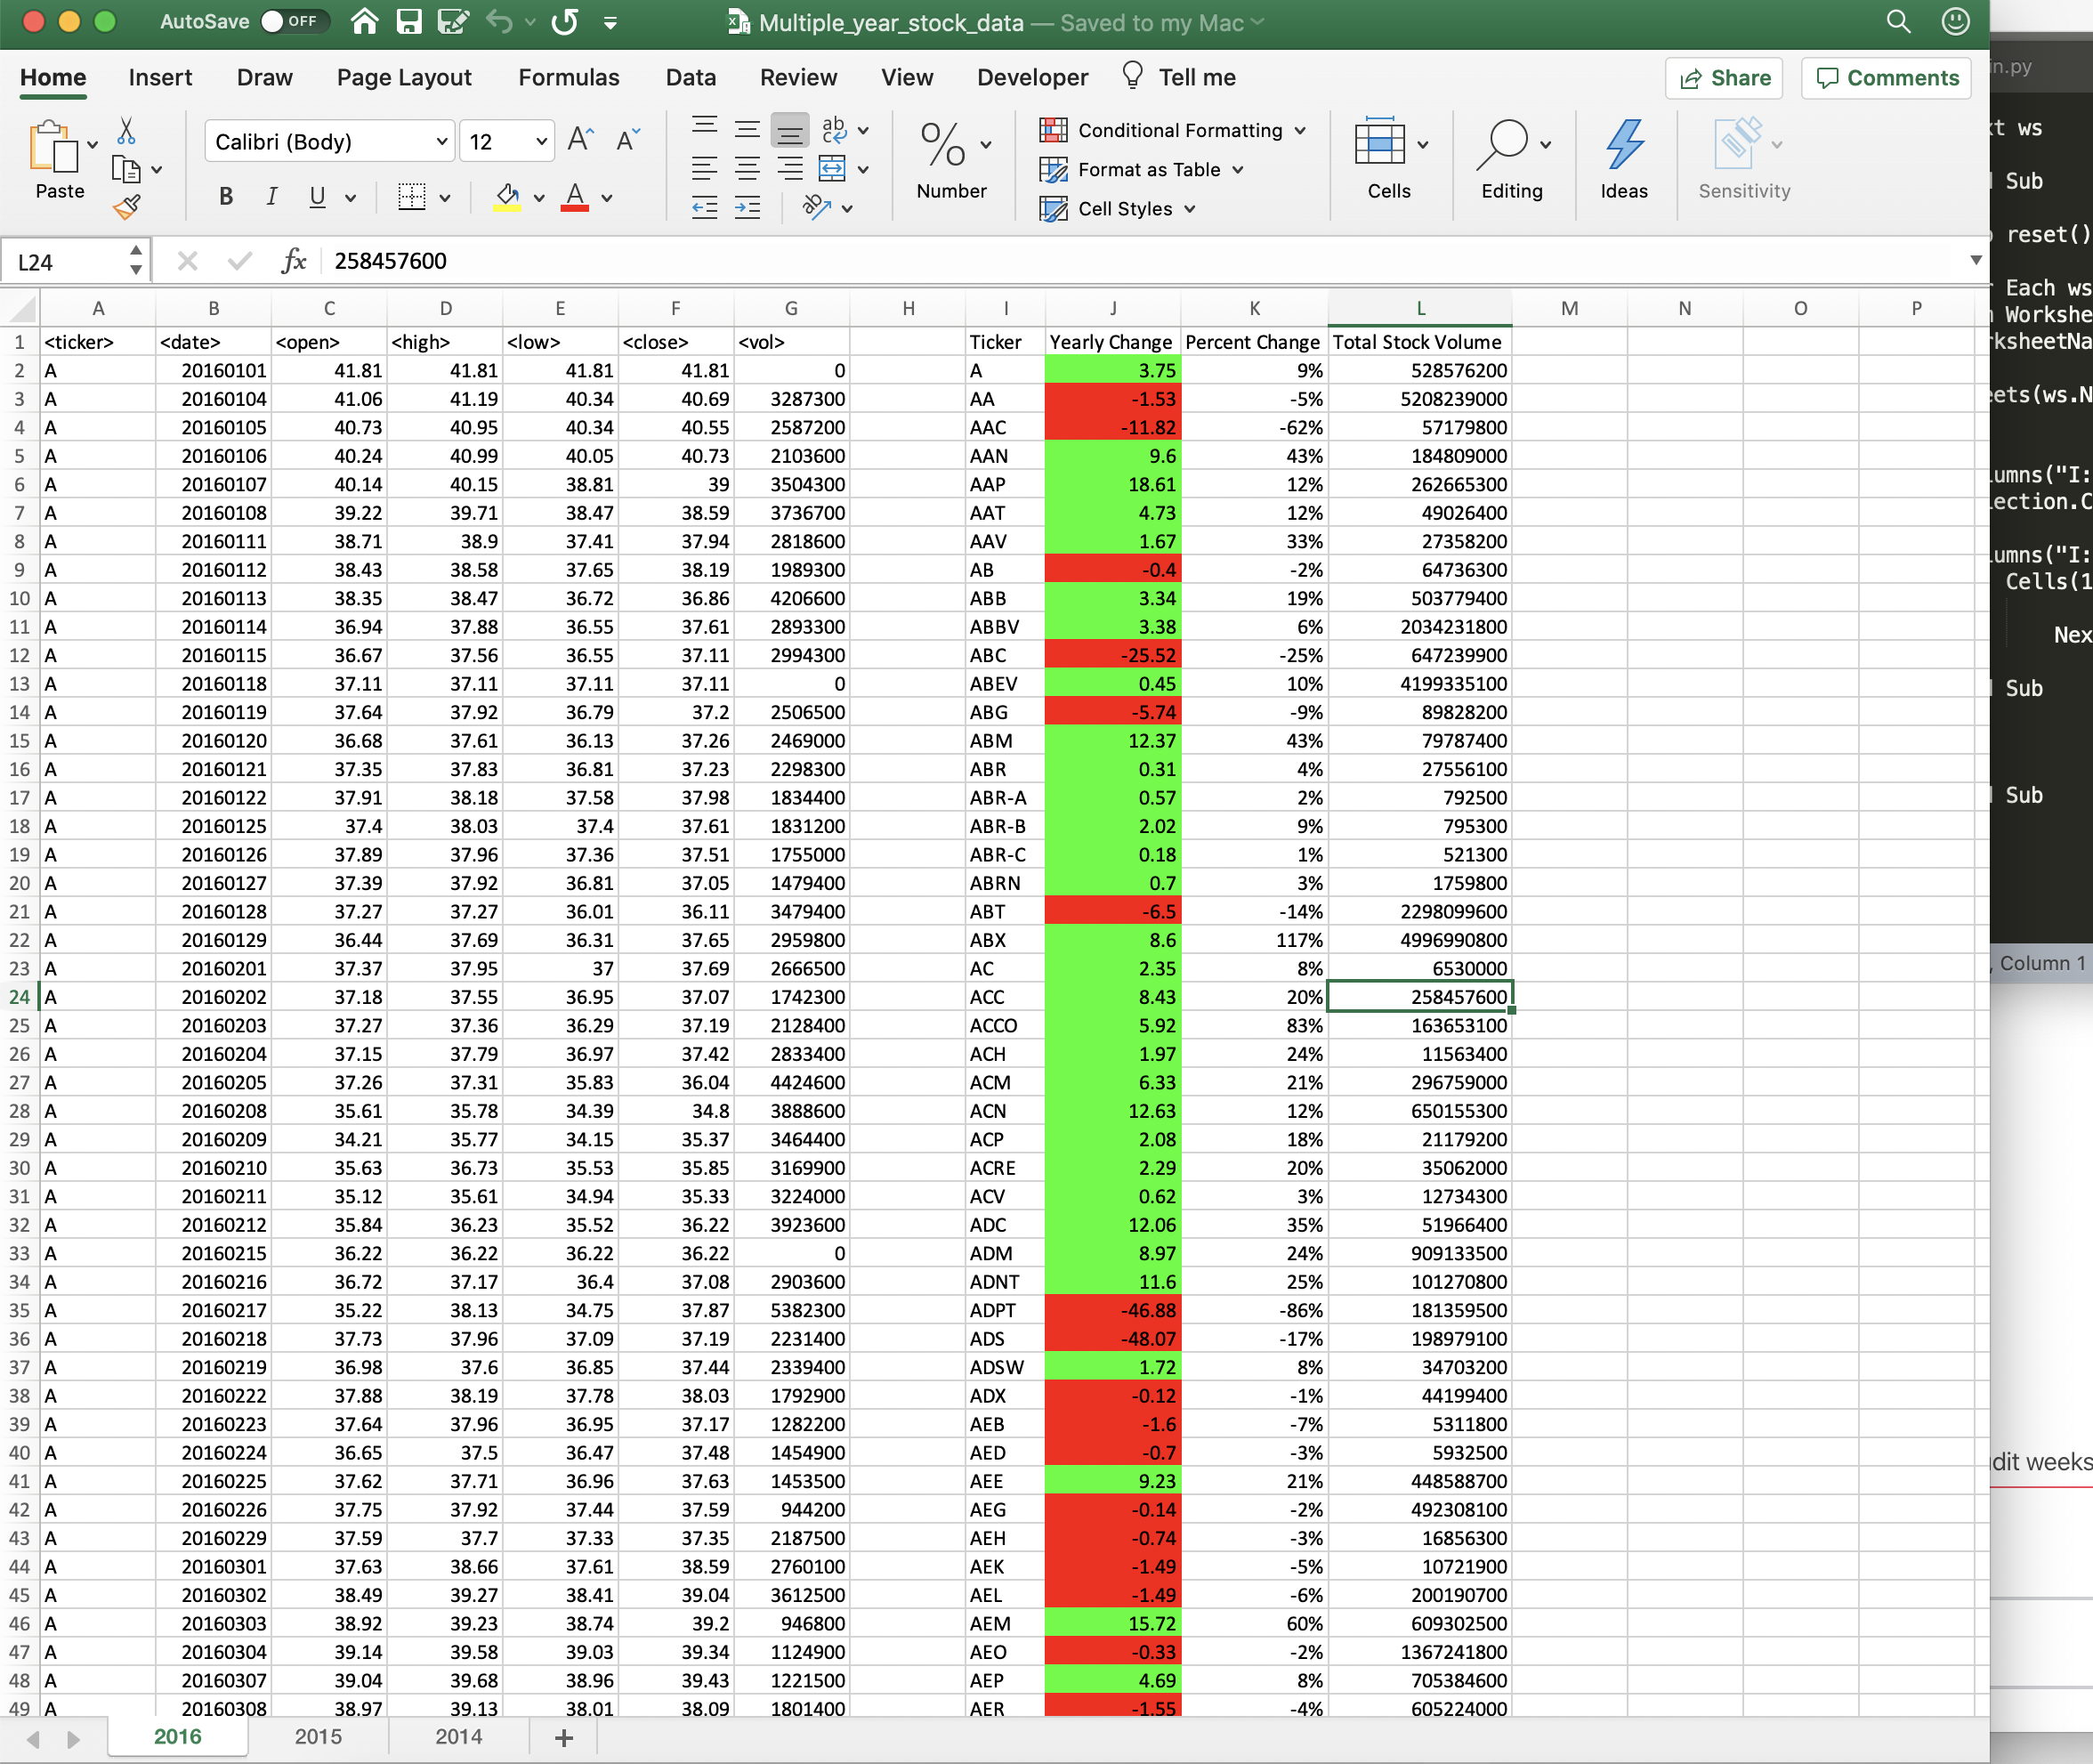 AutoSave OFF Multiple_year_stock_data — Saved to my Mac
Home Insert Draw Page Layout Formulas Data Review View Developer Tell me Share Comments
Calibri (Body) 12 ab Conditional Formatting
Format as Table
Paste B I U A Number Cell Styles Cells Editing Ideas Sensitivity
L24 fx 258457600
A B C D E F G H I J K L M N O P
1 <ticker> <date> <open> <high> <low> <close> <vol> Ticker Yearly Change Percent Change Total Stock Volume
2 A 20160101 41.81 41.81 41.81 41.81 0 A 3.75 9% 528576200
3 A 20160104 41.06 41.19 40.34 40.69 3287300 AA -1.53 -5% 5208239000
4 A 20160105 40.73 40.95 40.34 40.55 2587200 AAC -11.82 -62% 57179800
5 A 20160106 40.24 40.99 40.05 40.73 2103600 AAN 9.6 43% 184809000
6 A 20160107 40.14 40.15 38.81 39 3504300 AAP 18.61 12% 262665300
7 A 20160108 39.22 39.71 38.47 38.59 3736700 AAT 4.73 12% 49026400
8 A 20160111 38.71 38.9 37.41 37.94 2818600 AAV 1.67 33% 27358200
9 A 20160112 38.43 38.58 37.65 38.19 1989300 AB -0.4 -2% 64736300
10 A 20160113 38.35 38.47 36.72 36.86 4206600 ABB 3.34 19% 503779400
11 A 20160114 36.94 37.88 36.55 37.61 2893300 ABBV 3.38 6% 2034231800
12 A 20160115 36.67 37.56 36.55 37.11 2994300 ABC -25.52 -25% 647239900
13 A 20160118 37.11 37.11 37.11 37.11 0 ABEV 0.45 10% 4199335100
14 A 20160119 37.64 37.92 36.79 37.2 2506500 ABG -5.74 -9% 89828200
15 A 20160120 36.68 37.61 36.13 37.26 2469000 ABM 12.37 43% 79787400
16 A 20160121 37.35 37.83 36.81 37.23 2298300 ABR 0.31 4% 27556100
17 A 20160122 37.91 38.18 37.58 37.98 1834400 ABR-A 0.57 2% 792500
18 A 20160125 37.4 38.03 37.4 37.61 1831200 ABR-B 2.02 9% 795300
19 A 20160126 37.89 37.96 37.36 37.51 1755000 ABR-C 0.18 1% 521300
20 A 20160127 37.39 37.92 36.81 37.05 1479400 ABRN 0.7 3% 1759800
21 A 20160128 37.27 37.27 36.01 36.11 3479400 ABT -6.5 -14% 2298099600
22 A 20160129 36.44 37.69 36.31 37.65 2959800 ABX 8.6 117% 4996990800
23 A 20160201 37.37 37.95 37 37.69 2666500 AC 2.35 8% 6530000
24 A 20160202 37.18 37.55 36.95 37.07 1742300 ACC 8.43 20% 258457600
25 A 20160203 37.27 37.36 36.29 37.19 2128400 ACCO 5.92 83% 163653100
26 A 20160204 37.15 37.79 36.97 37.42 2833400 ACH 1.97 24% 11563400
27 A 20160205 37.26 37.31 35.83 36.04 4424600 ACM 6.33 21% 296759000
28 A 20160208 35.61 35.78 34.39 34.8 3888600 ACN 12.63 12% 650155300
29 A 20160209 34.21 35.77 34.15 35.37 3464400 ACP 2.08 18% 21179200
30 A 20160210 35.63 36.73 35.53 35.85 3169900 ACRE 2.29 20% 35062000
31 A 20160211 35.12 35.61 34.94 35.33 3224000 ACV 0.62 3% 12734300
32 A 20160212 35.84 36.23 35.52 36.22 3923600 ADC 12.06 35% 51966400
33 A 20160215 36.22 36.22 36.22 36.22 0 ADM 8.97 24% 909133500
34 A 20160216 36.72 37.17 36.4 37.08 2903600 ADNT 11.6 25% 101270800
35 A 20160217 35.22 38.13 34.75 37.87 5382300 ADPT -46.88 -86% 181359500
36 A 20160218 37.73 37.96 37.09 37.19 2231400 ADS -48.07 -17% 198979100
37 A 20160219 36.98 37.6 36.85 37.44 2339400 ADSW 1.72 8% 34703200
38 A 20160222 37.88 38.19 37.78 38.03 1792900 ADX -0.12 -1% 44199400
39 A 20160223 37.64 37.96 36.95 37.17 1282200 AEB -1.6 -7% 5311800
40 A 20160224 36.65 37.5 36.47 37.48 1454900 AED -0.7 -3% 5932500
41 A 20160225 37.62 37.71 36.96 37.63 1453500 AEE 9.23 21% 448588700
42 A 20160226 37.75 37.92 37.44 37.59 944200 AEG -0.14 -2% 492308100
43 A 20160229 37.59 37.7 37.33 37.35 2187500 AEH -0.74 -3% 16856300
44 A 20160301 37.63 38.66 37.61 38.59 2760100 AEK -1.49 -5% 10721900
45 A 20160302 38.49 39.27 38.41 39.04 3612500 AEL -1.49 -6% 200190700
46 A 20160303 38.92 39.23 38.74 39.2 946800 AEM 15.72 60% 609302500
47 A 20160304 39.14 39.58 39.03 39.34 1124900 AEO -0.33 -2% 1367241800
48 A 20160307 39.04 39.68 38.96 39.43 1221500 AEP 4.69 8% 705384600
49 A 20160308 38.97 39.13 38.01 38.09 1801400 AER -1.55 -4% 605224000
2016 2015 2014 +
n.py
xt ws
Sub
reset()
Each ws
Workshe
ksheetNa
ets(ws.N
umns("I:
ection.C
umns("I:
Cells(1
Nex
Sub
Sub
, Column 1
dit weeks